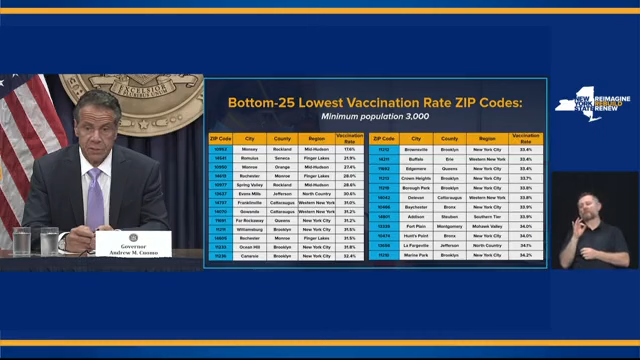 EXCELSIOR
NEW YORK STATE
REIMAGINE
REBUILD
RENEW
Bottom-25 Lowest Vaccination Rate ZIP Codes:
Minimum population 3,000
ZIP Code City County Region Vaccination Rate
10952 Monsey Rockland Mid-Hudson 17.6%
14541 Romulus Seneca Finger Lakes 21.9%
10950 Monroe Orange Mid-Hudson 27.4%
Rochester Monroe Finger Lakes 28.0%
10977 Spring Valley Rockland Mid-Hudson 28.6%
13637 Evans Mills Jefferson North Country 30.6%
14737 Franklinville Cattaraugus Western New York 31.0%
14070 Gowanda Cattaraugus Western New York 31.2%
11691 Far Rockaway Queens New York City 31.2%
11211 Williamsburg Brooklyn New York City 31.5%
14605 Rochester Monroe Finger Lakes 31.5%
11233 Ocean Hill Brooklyn New York City 31.9%
11236 Canarsie Brooklyn New York City 32.4%
ZIP Code City County Region Vaccination Rate
11212 Brownsville Brooklyn New York City 33.4%
14211 Buffalo Erie Western New York 33.4%
11692 Edgemere Queens New York City 33.4%
11213 Crown Heights Brooklyn New York City 33.7%
11219 Borough Park Brooklyn New York City 33.8%
14042 Delevan Cattaraugus Western New York 33.8%
Baychester Bronx New York City 33.9%
14801 Addison Steuben Southern Tier 33.9%
13339 Fort Plain Montgomery Mohawk Valley 34.0%
10474 Hunt's Point Bronx New York City 34.0%
13656 La Fargeville Jefferson North Country 34.1%
Marine Park Brooklyn New York City 34.2%
Governor
Andrew M. Cuomo